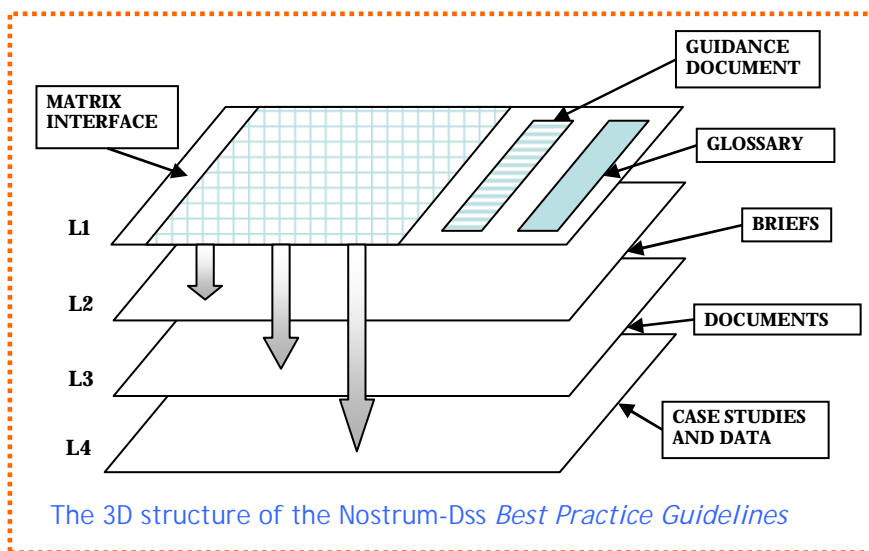 GUIDANCE
DOCUMENT
MATRIX
INTERFACE
GLOSSARY
L1
BRIEFS
L2
DOCUMENTS
L3
CASE STUDIES
AND DATA
L4
The 3D structure of the Nostrum-Dss Best Practice Guidelines